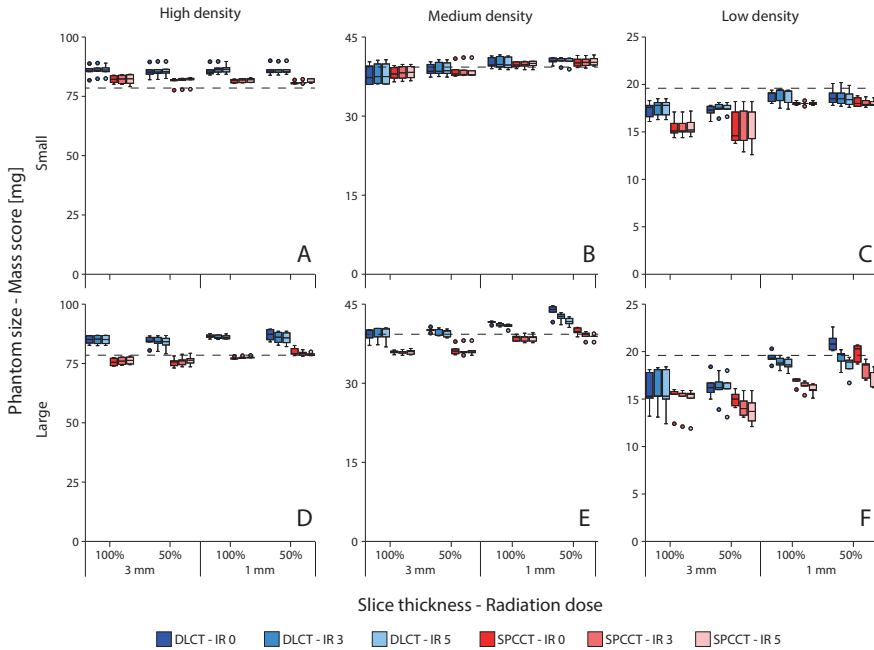 High density
Medium density
Low density
Phantom size - Mass score [mg]
Small
100
75
50
25
0
A
45
30
15
0
B
25
20
15
10
5
0
C
Large
100
75
50
25
0
D
45
30
15
0
E
25
20
15
10
5
0
F
100% 50% 100% 50%
3 mm 1 mm
100% 50% 100% 50%
3 mm 1 mm
100% 50% 100% 50%
3 mm 1 mm
Slice thickness - Radiation dose
DLCT - IR 0 DLCT - IR 3 DLCT - IR 5 SPCCT - IR 0 SPCCT - IR 3 SPCCT - IR 5